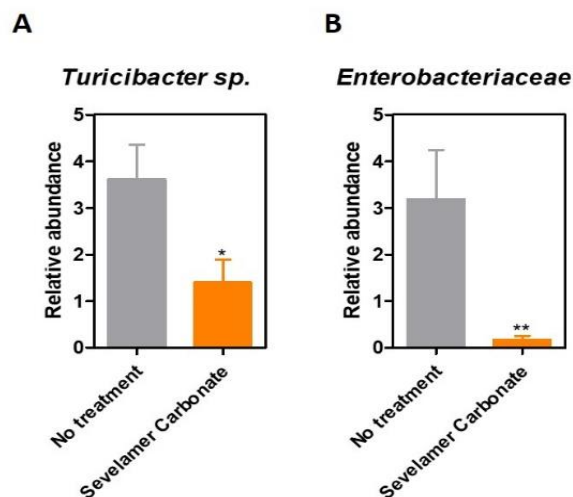 A
Turicibacter sp.
Relative abundance
5
4
3
2
1
0
*
No treatment
Sevelamer Carbonate
B
Enterobacteriaceae
Relative abundance
5
4
3
2
1
0
**
No treatment
Sevelamer Carbonate